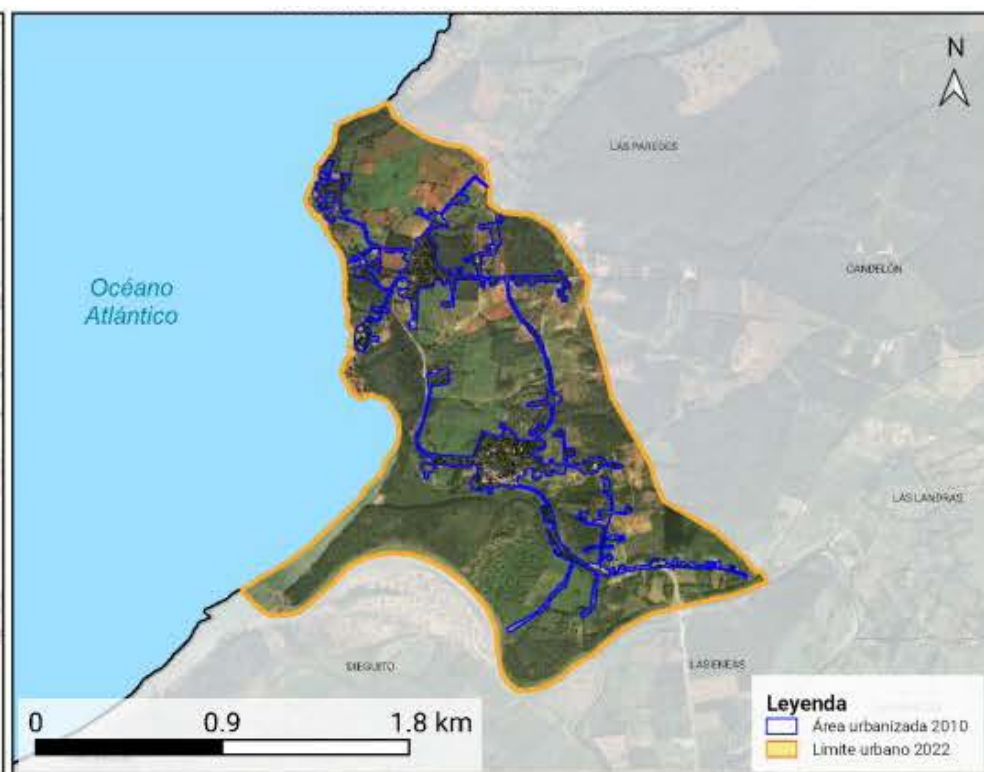 N
LAS PAREDES
CANDELÓN
Océano
Atlántico
LAS LANDRAS
DIEGUITO
LAS ENEAS
0 0.9 1.8 km
Leyenda
Área urbanizada 2010
Límite urbano 2022